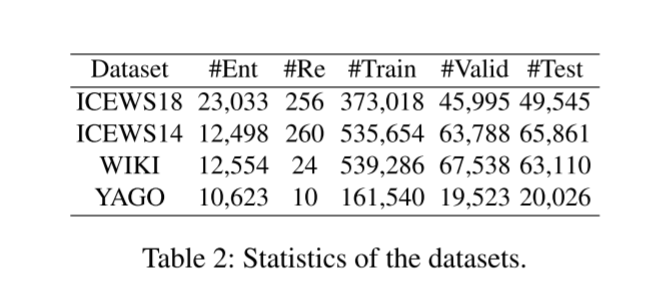 Dataset #Ent #Re #Train #Valid #Test
ICEWS18 23,033 256 373,018 45,995 49,545
ICEWS14 12,498 260 535,654 63,788 65,861
WIKI 12,554 24 539,286 67,538 63,110
YAGO 10,623 10 161,540 19,523 20,026
Table 2: Statistics of the datasets.